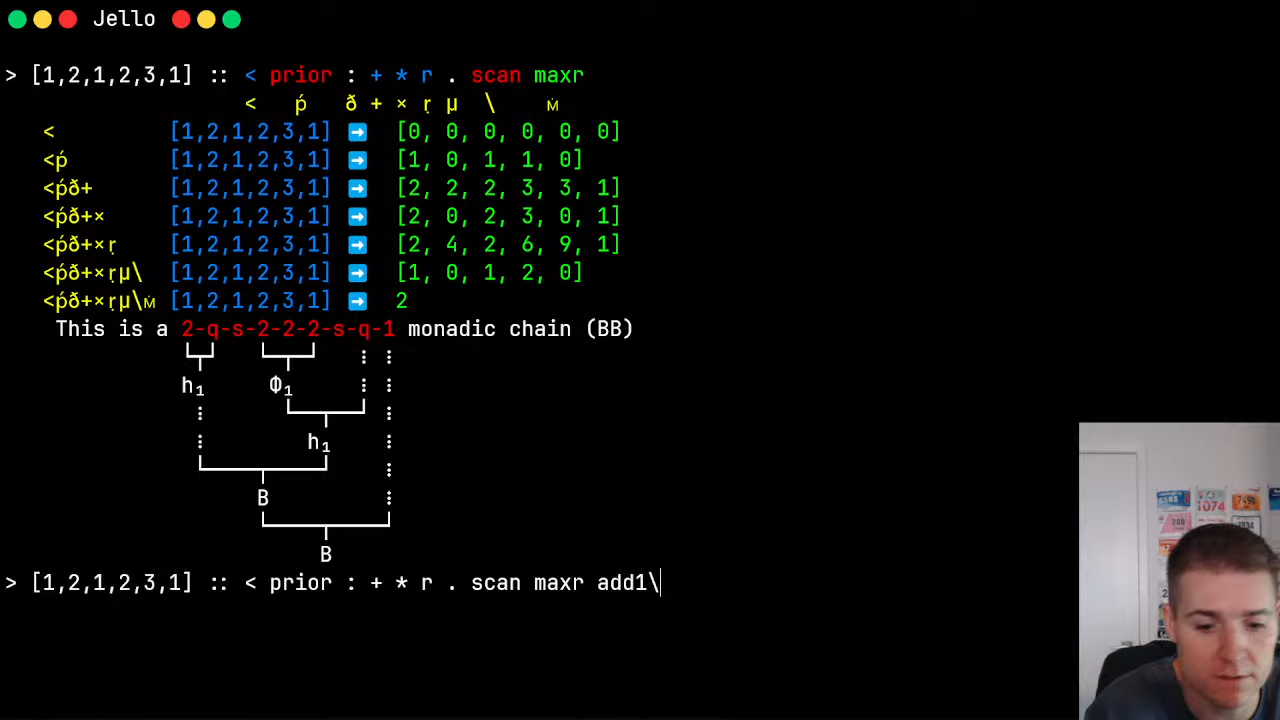 Jello
> [1,2,1,2,3,1] :: < prior : + * r . scan maxr
< ṕ ð + × ṛ µ \ ṁ
< [1,2,1,2,3,1] ➡ [0, 0, 0, 0, 0, 0]
<ṕ [1,2,1,2,3,1] ➡ [1, 0, 1, 1, 0]
<ṕð+ [1,2,1,2,3,1] ➡ [2, 2, 2, 3, 3, 1]
<ṕð+× [1,2,1,2,3,1] ➡ [2, 0, 2, 3, 0, 1]
<ṕð+×ṛ [1,2,1,2,3,1] ➡ [2, 4, 2, 6, 9, 1]
<ṕð+×ṛµ\ [1,2,1,2,3,1] ➡ [1, 0, 1, 2, 0]
<ṕð+×ṛµ\ṁ [1,2,1,2,3,1] ➡ 2
This is a 2-q-s-2-2-2-s-q-1 monadic chain (BB)
h₁ Φ₁
h₁
B
B
> [1,2,1,2,3,1] :: < prior : + * r . scan maxr add1\